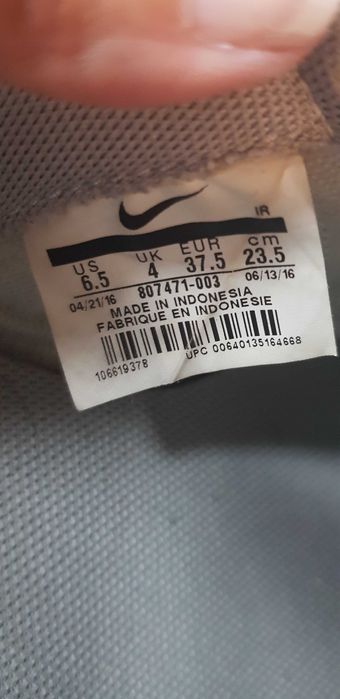 IR
US UK EUR cm
6.5 4 37.5 23.5
04/21/16 807471-003 06/13/16
MADE IN INDONESIA
FABRIQUE EN INDONESIE
106619378 UPC 00640135164668